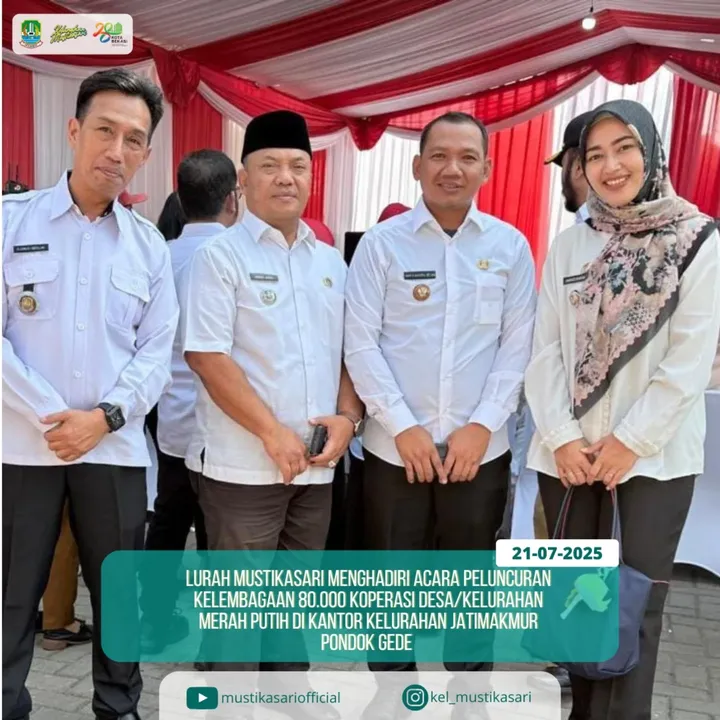 21-07-2025
LURAH MUSTIKASARI MENGHADIRI ACARA PELUNCURAN
KELEMBAGAAN 80.000 KOPERASI DESA/KELURAHAN
MERAH PUTIH DI KANTOR KELURAHAN JATIMAKMUR
PONDOK GEDE
mustikasariofficial
kel_mustikasari